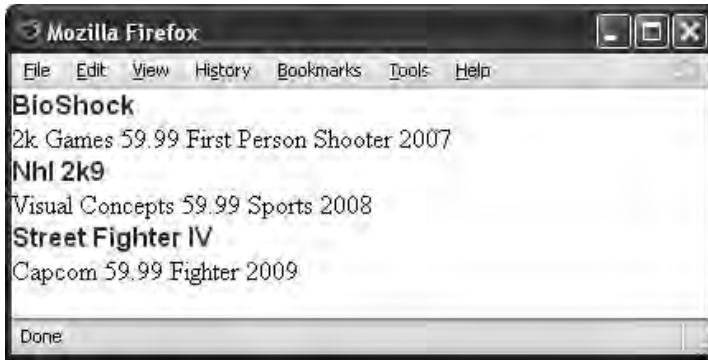 Mozilla Firefox
File Edit View History Bookmarks Tools Help
BioShock
2k Games 59.99 First Person Shooter 2007
Nhl 2k9
Visual Concepts 59.99 Sports 2008
Street Fighter IV
Capcom 59.99 Fighter 2009
Done